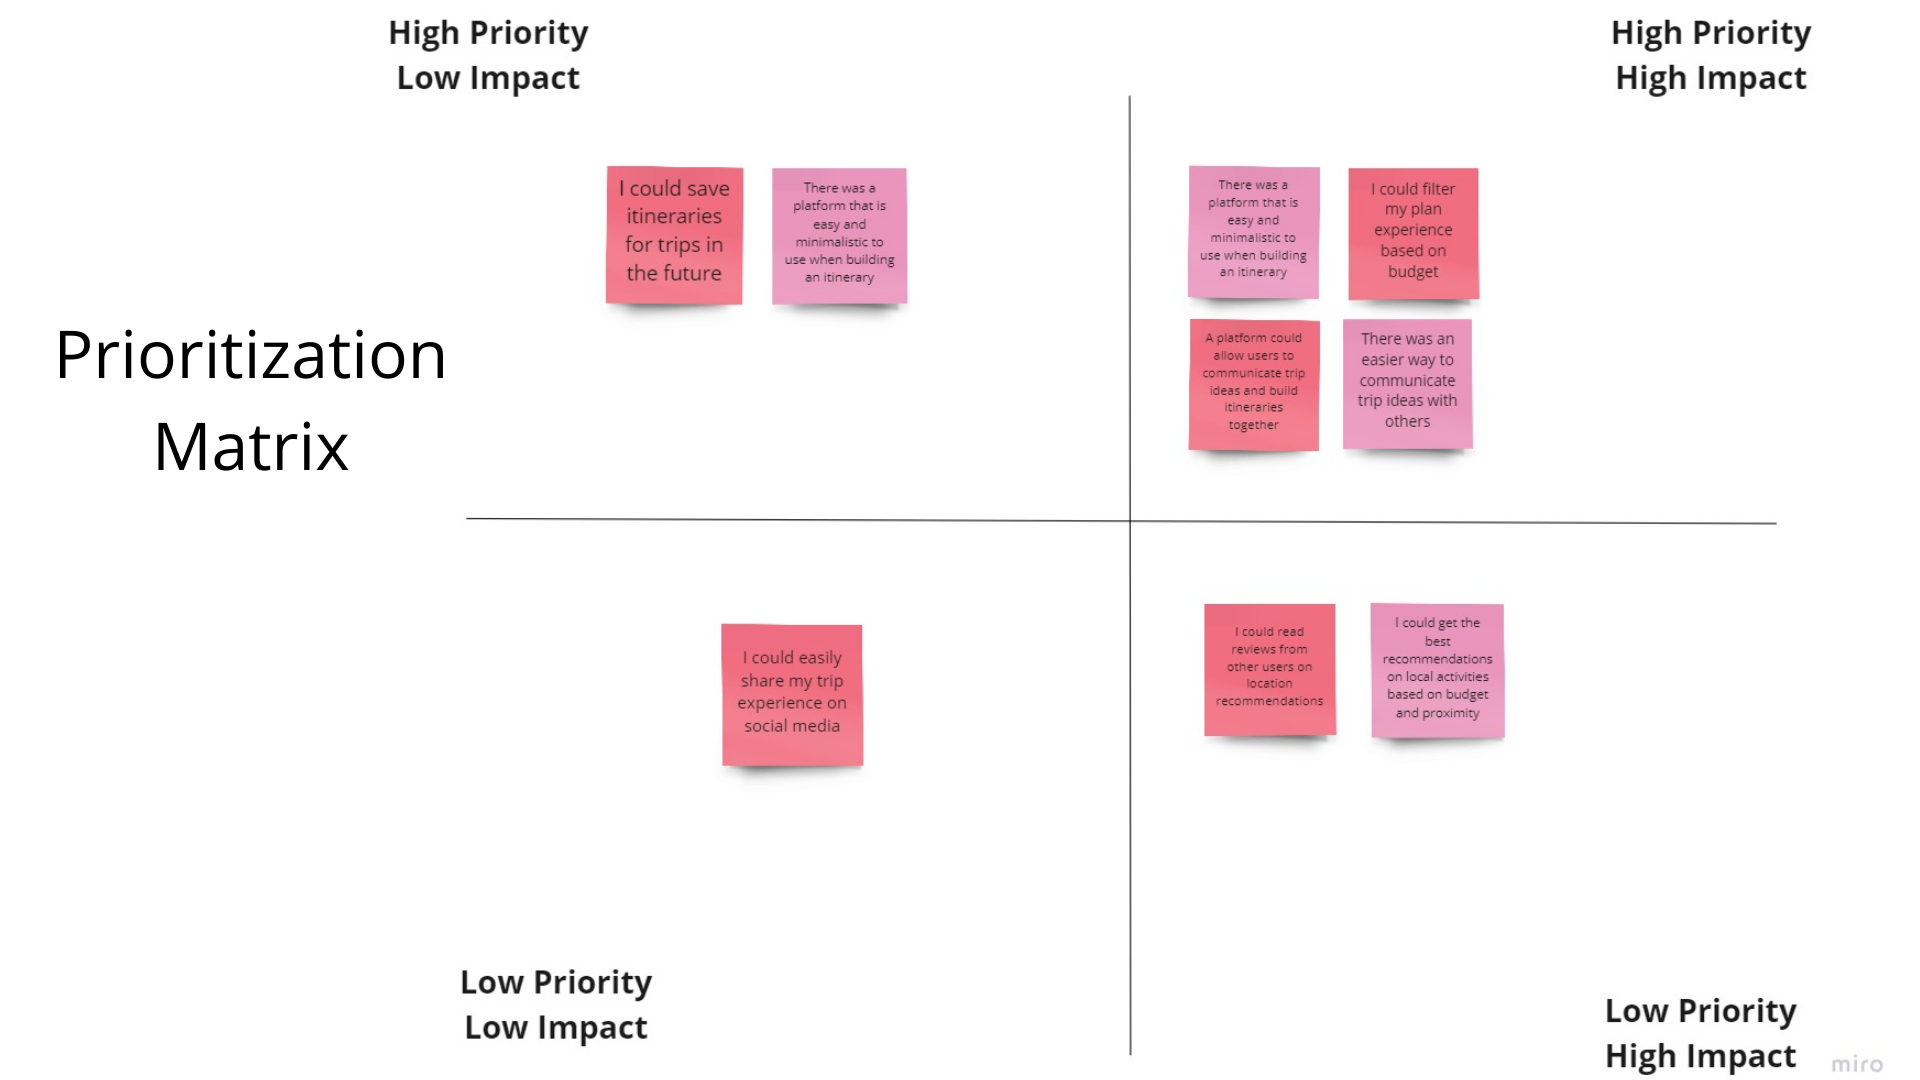 High Priority
Low Impact
High Priority
High Impact
I could save
itineraries
for trips in
the future
There was a
platform that is
easy and
minimalistic to
use when building
an itinerary
There was a
platform that is
easy and
minimalistic to
use when building
an itinerary
I could filter
my plan
experience
based on
budget
Prioritization
Matrix
A platform could
allow users to
communicate trip
ideas and build
itineraries
together
There was an
easier way to
communicate
trip ideas with
others
I could easily
share my trip
experience on
social media
I could read
reviews from
other users on
location
recommendations
I could get the
best
recommendations
on local activities
based on budget
and proximity
Low Priority
Low Impact
Low Priority
High Impact
miro